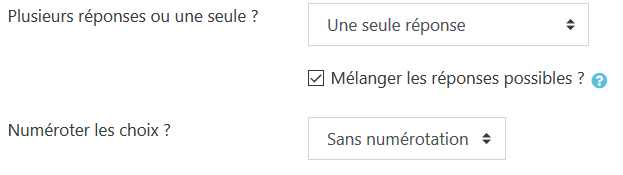 Plusieurs réponses ou une seule ? Une seule réponse
Mélanger les réponses possibles ? ?
Numéroter les choix ? Sans numérotation